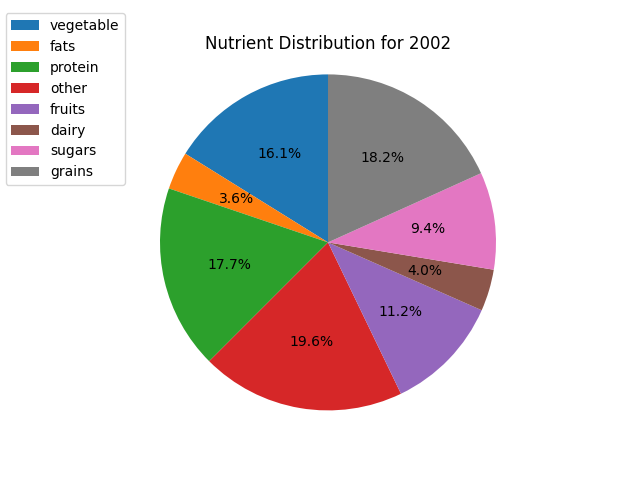 vegetable
fats
protein
other
fruits
dairy
sugars
grains
Nutrient Distribution for 2002
16.1%
18.2%
3.6%
9.4%
17.7%
4.0%
11.2%
19.6%